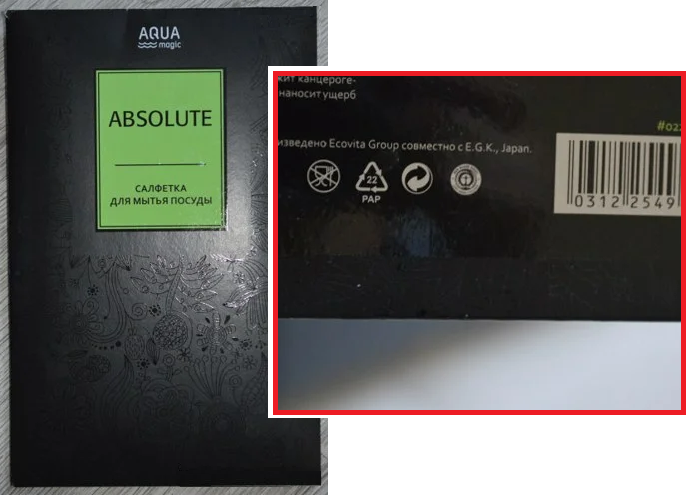 AQUA
magic
ABSOLUTE
САЛФЕТКА
ДЛЯ МЫТЬЯ ПОСУДЫ
кит канцероге-
наносит ущерб
изведено Ecovita Group совместно с E.G.K., Japan.
#022
22
PAP
0312 2549